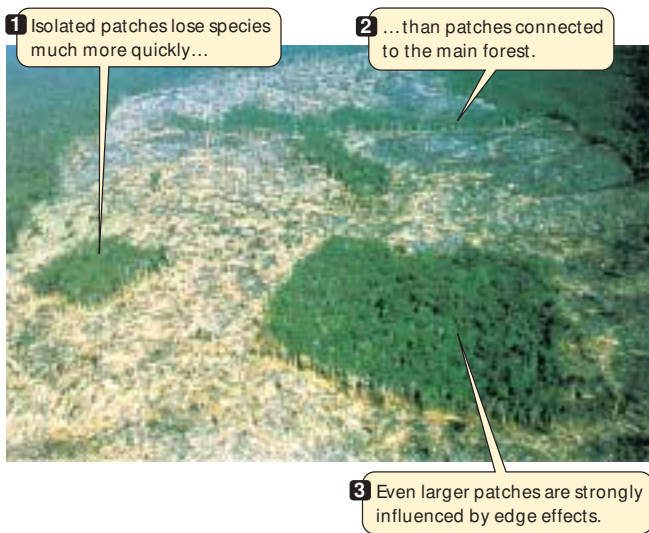 1 Isolated patches lose species
much more quickly…
2 …than patches connected
to the main forest.
3 Even larger patches are strongly
influenced by edge effects.